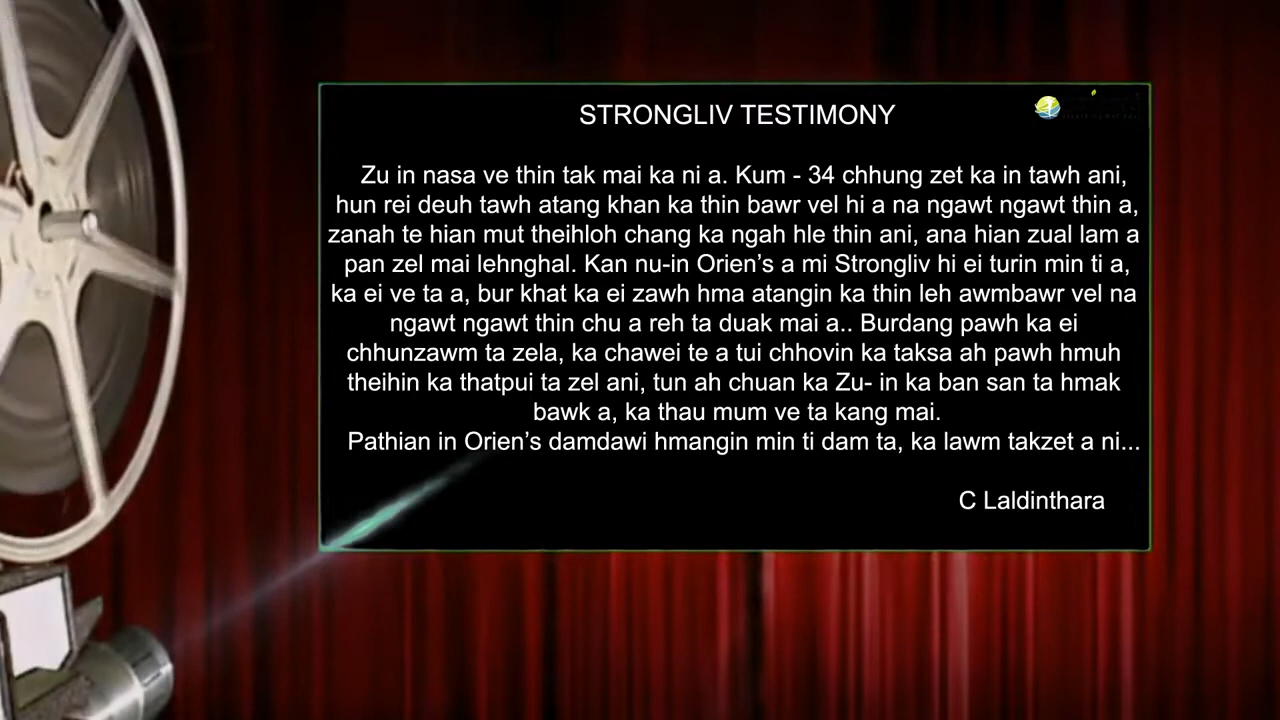 STRONGLIV TESTIMONY
Zu in nasa ve thin tak mai ka ni a. Kum - 34 chhung zet ka in tawh ani,
hun rei deuh tawh atang khan ka thin bawr vel hi a na ngawt ngawt thin a,
zanah te hian mut theihloh chang ka ngah hle thin ani, ana hian zual lam a
pan zel mai lehnghal. Kan nu-in Orien’s a mi Strongliv hi ei turin min ti a,
ka ei ve ta a, bur khat ka ei zawh hma atangin ka thin leh awmbawr vel na
ngawt ngawt thin chu a reh ta duak mai a.. Burdang pawh ka ei
chhunzawm ta zela, ka chawei te a tui chhovin ka taksa ah pawh hmuh
theihin ka thatpui ta zel ani, tun ah chuan ka Zu- in ka ban san ta hmak
bawk a, ka thau mum ve ta kang mai.
Pathian in Orien’s damdawi hmangin min ti dam ta, ka lawm takzet a ni...
C Laldinthara